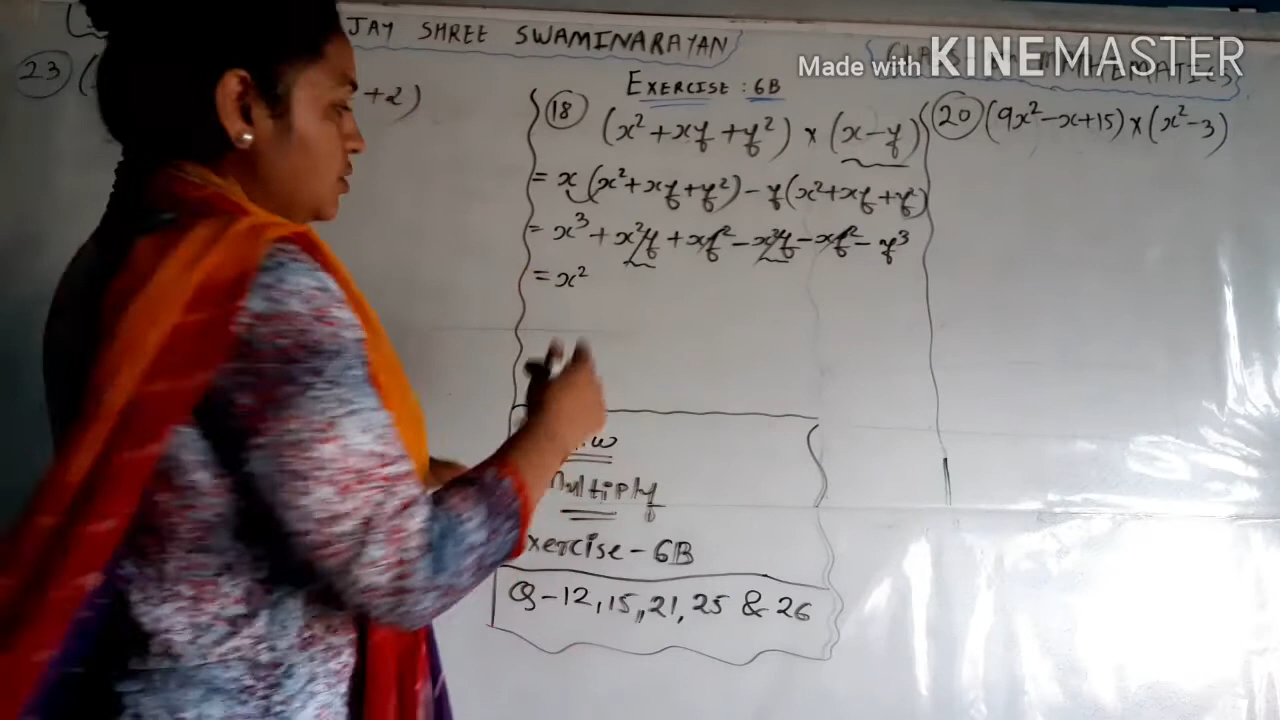 JAY SHREE SWAMINARAYAN
Made with KINEMASTER
EXERCISE : 6B
23) ( +2)
18) (x² + xy + y²) × (x - y)
= x(x² + xy + y²) - y(x² + xy + y²)
= x³ + x²y + xy² - x²y - xy² - y³
= x²
20) (9x² - x + 15) × (x² - 3)
Multiply
Exercise - 6B
Q - 12, 15, 21, 25 & 26